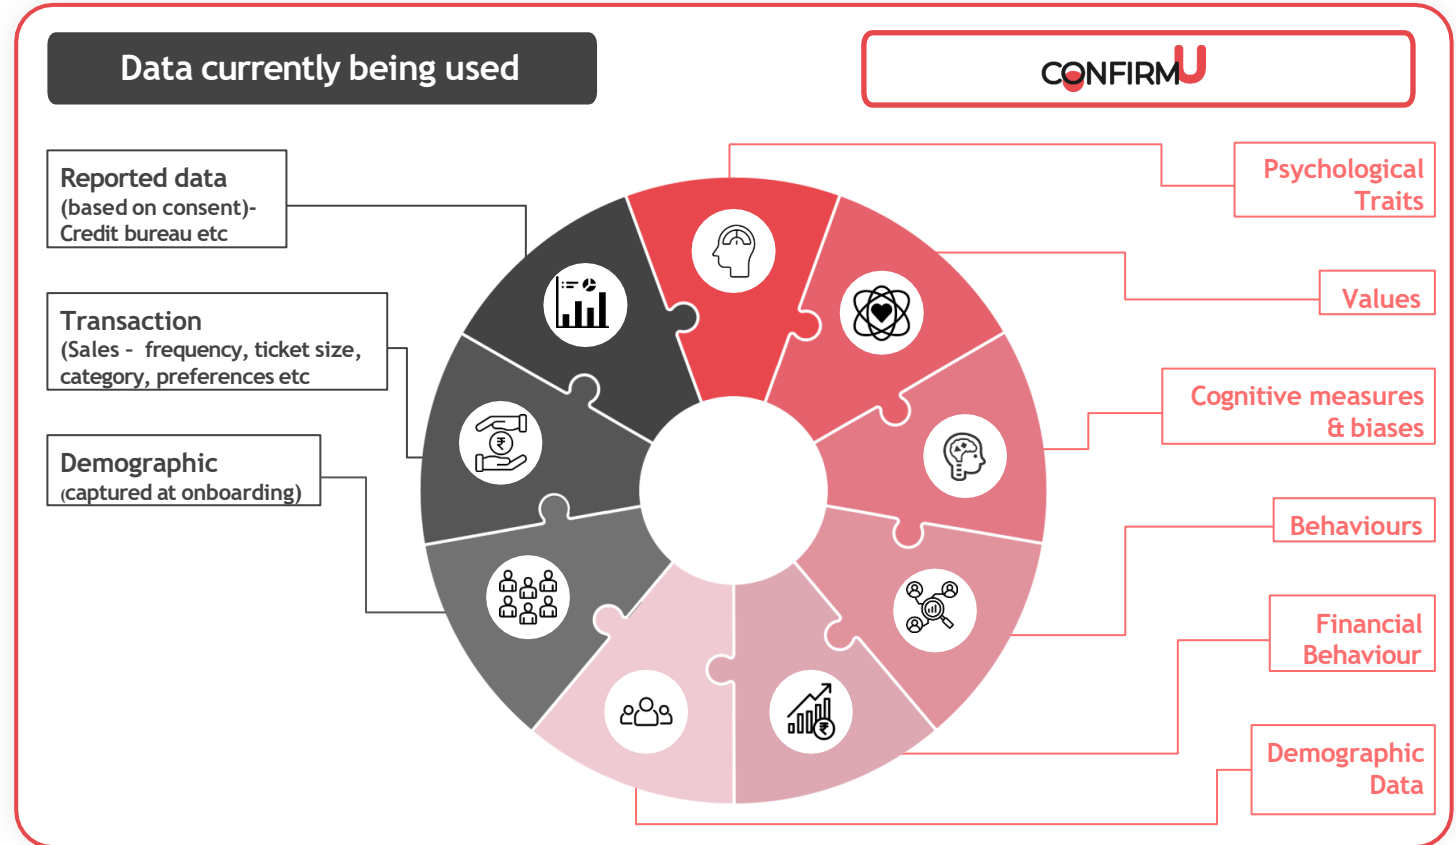 Data currently being used
CONFIRMU
Reported data
(based on consent)-
Credit bureau etc
Transaction
(Sales - frequency, ticket size,
category, preferences etc
Demographic
(captured at onboarding)
Psychological
Traits
Values
Cognitive measures
& biases
Behaviours
Financial
Behaviour
Demographic
Data
₹
₹